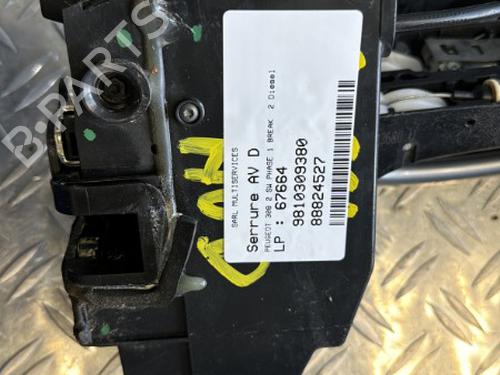 SARL MULTISERVICES
Serrure AV D
PEUGEOT 308 2 SW PHASE 1 BREAK 2 Diesel
LP : 67664
9810309380
88824527
B-PARTS